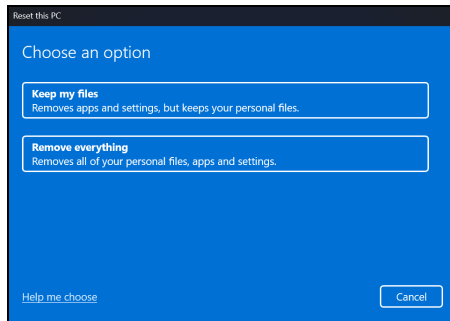 Reset this PC
Choose an option
Keep my files
Removes apps and settings, but keeps your personal files.
Remove everything
Removes all of your personal files, apps and settings.
Help me choose
Cancel